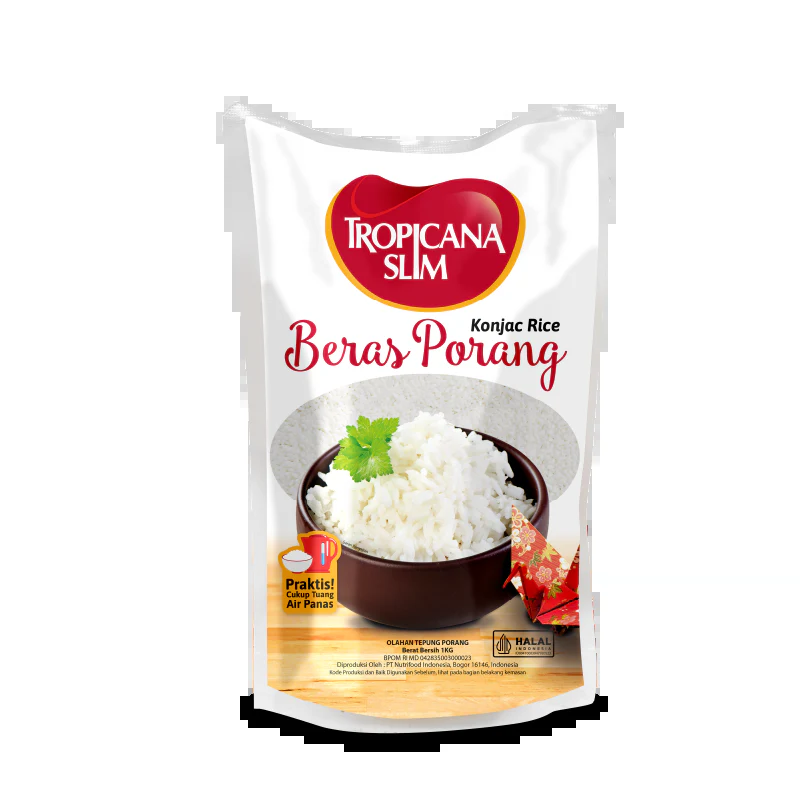 TROPICANA
SLIM
Konjac Rice
Beras Porang
Praktis!
Cukup Tuang
Air Panas
OLAHAN TEPUNG PORANG
Berat Bersih 1KG
BPOM RI MD 042835003000023
Diproduksi Oleh : PT Nutrifood Indonesia, Bogor 16146, Indonesia
Kode Produksi dan Baik Digunakan Sebelum, lihat pada bagian belakang kemasan.
HALAL
INDONESIA